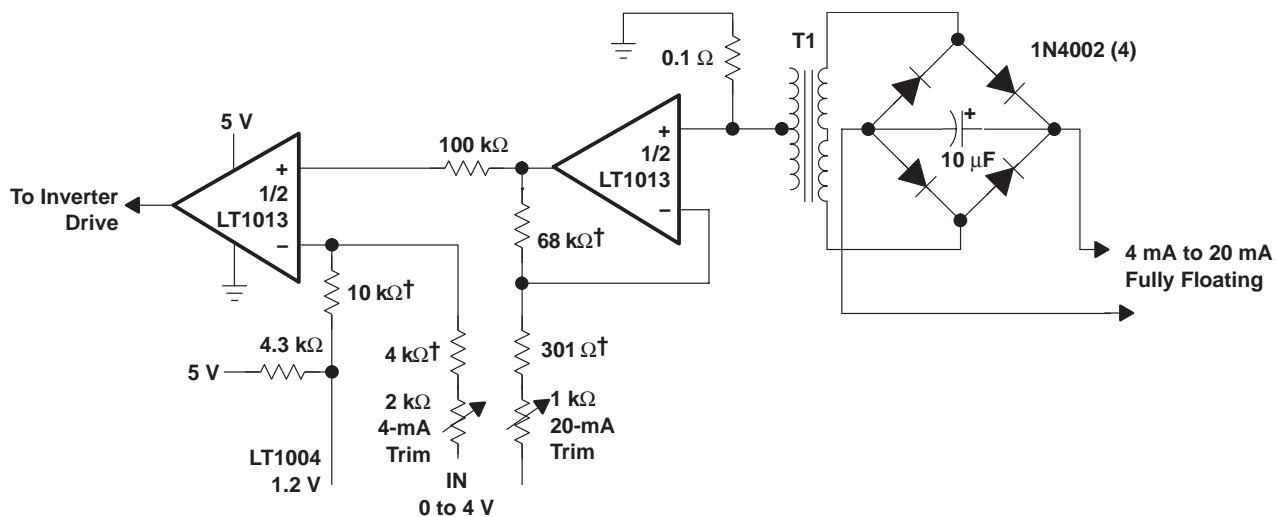 T1
1N4002 (4)
0.1 Ω
5 V
100 kΩ
+
1/2
LT1013
−
+
10 μF
To Inverter
Drive
+
1/2
LT1013
−
68 kΩ†
4 mA to 20 mA
Fully Floating
10 kΩ†
4.3 kΩ
5 V
4 kΩ†
301 Ω†
2 kΩ
4-mA
Trim
1 kΩ
20-mA
Trim
LT1004
1.2 V
IN
0 to 4 V